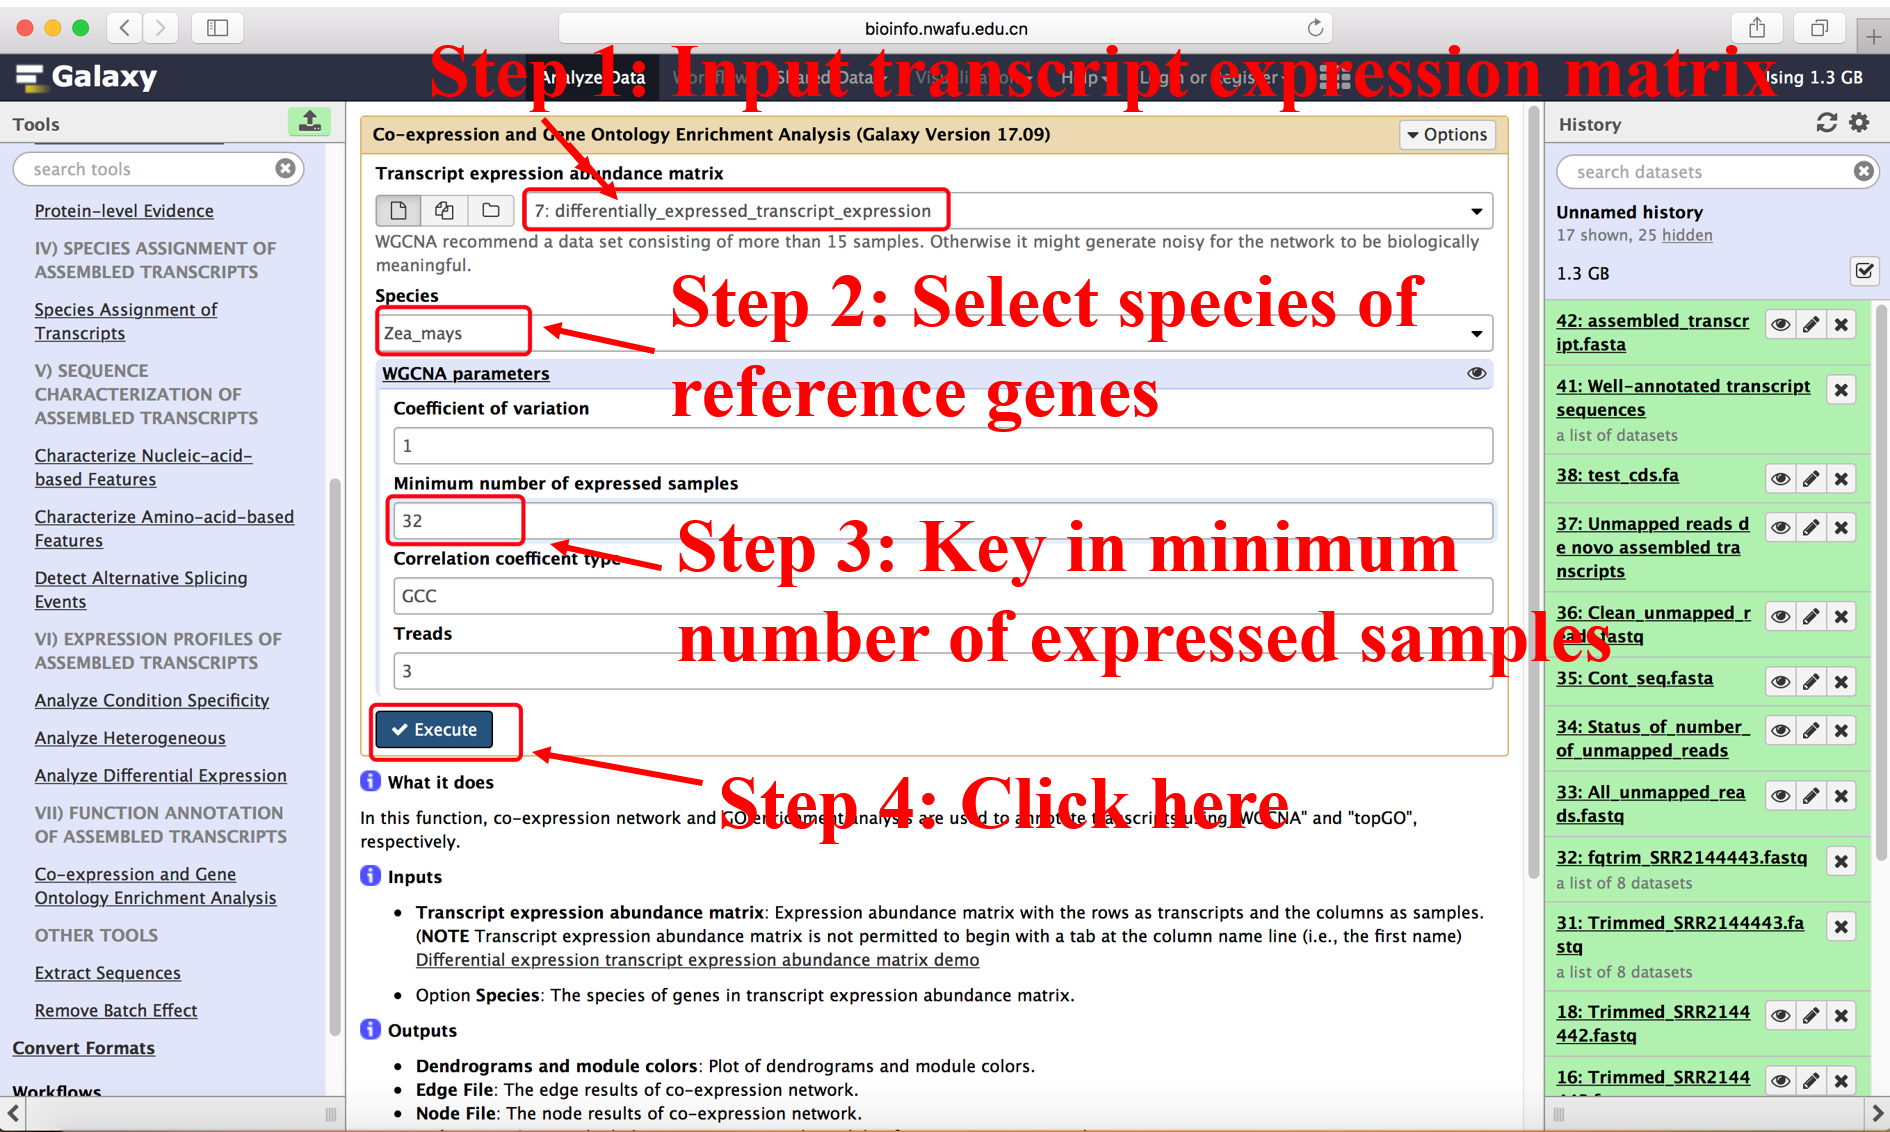 bioinfo.nwafu.edu.cn
Galaxy
Analyze Data
Using 1.3 GB
Step 1: Input transcript expression matrix
Tools
search tools
Protein-level Evidence
IV) SPECIES ASSIGNMENT OF
ASSEMBLED TRANSCRIPTS
Species Assignment of
Transcripts
V) SEQUENCE
CHARACTERIZATION OF
ASSEMBLED TRANSCRIPTS
Characterize Nucleic-acid-
based Features
Characterize Amino-acid-based
Features
Detect Alternative Splicing
Events
VI) EXPRESSION PROFILES OF
ASSEMBLED TRANSCRIPTS
Analyze Condition Specificity
Analyze Heterogeneous
Analyze Differential Expression
VII) FUNCTION ANNOTATION
OF ASSEMBLED TRANSCRIPTS
Co-expression and Gene
Ontology Enrichment Analysis
OTHER TOOLS
Extract Sequences
Remove Batch Effect
Convert Formats
Workflows
Co-expression and Gene Ontology Enrichment Analysis (Galaxy Version 17.09)
Options
Transcript expression abundance matrix
7: differentially_expressed_transcript_expression
WGCNA recommend a data set consisting of more than 15 samples. Otherwise it might generate noisy for the network to be biologically
meaningful.
Species
Zea_mays
Step 2: Select species of
reference genes
WGCNA parameters
Coefficient of variation
1
Minimum number of expressed samples
32
Step 3: Key in minimum
number of expressed samples
Correlation coefficent type
GCC
Treads
3
Execute
Step 4: Click here
What it does
In this function, co-expression network and GO enrichment analysis are used to annotate transcripts using "WGCNA" and "topGO",
respectively.
Inputs
• Transcript expression abundance matrix: Expression abundance matrix with the rows as transcripts and the columns as samples.
(NOTE Transcript expression abundance matrix is not permitted to begin with a tab at the column name line (i.e., the first name)
Differential expression transcript expression abundance matrix demo
• Option Species: The species of genes in transcript expression abundance matrix.
Outputs
• Dendrograms and module colors: Plot of dendrograms and module colors.
• Edge File: The edge results of co-expression network.
• Node File: The node results of co-expression network.
History
search datasets
Unnamed history
17 shown, 25 hidden
1.3 GB
42: assembled_transcr
ipt.fasta
41: Well-annotated transcript
sequences
a list of datasets
38: test_cds.fa
37: Unmapped reads d
e novo assembled tra
nscripts
36: Clean_unmapped_r
eads.fastq
35: Cont_seq.fasta
34: Status_of_number_
of_unmapped_reads
33: All_unmapped_rea
ds.fastq
32: fqtrim_SRR2144443.fastq
a list of 8 datasets
31: Trimmed_SRR2144443.fa
stq
a list of 8 datasets
18: Trimmed_SRR2144
442.fastq
16: Trimmed_SRR2144